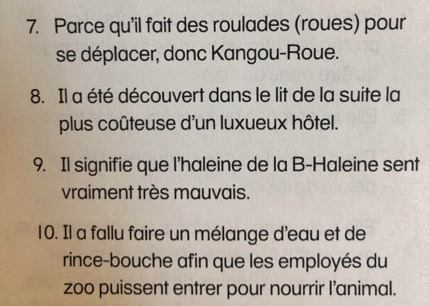 7. Parce qu'il fait des roulades (roues) pour
se déplacer, donc Kangou-Roue.
8. Il a été découvert dans le lit de la suite la
plus coûteuse d'un luxueux hôtel.
9. Il signifie que l'haleine de la B-Haleine sent
vraiment très mauvais.
10. Il a fallu faire un mélange d'eau et de
rince-bouche afin que les employés du
zoo puissent entrer pour nourrir l'animal.